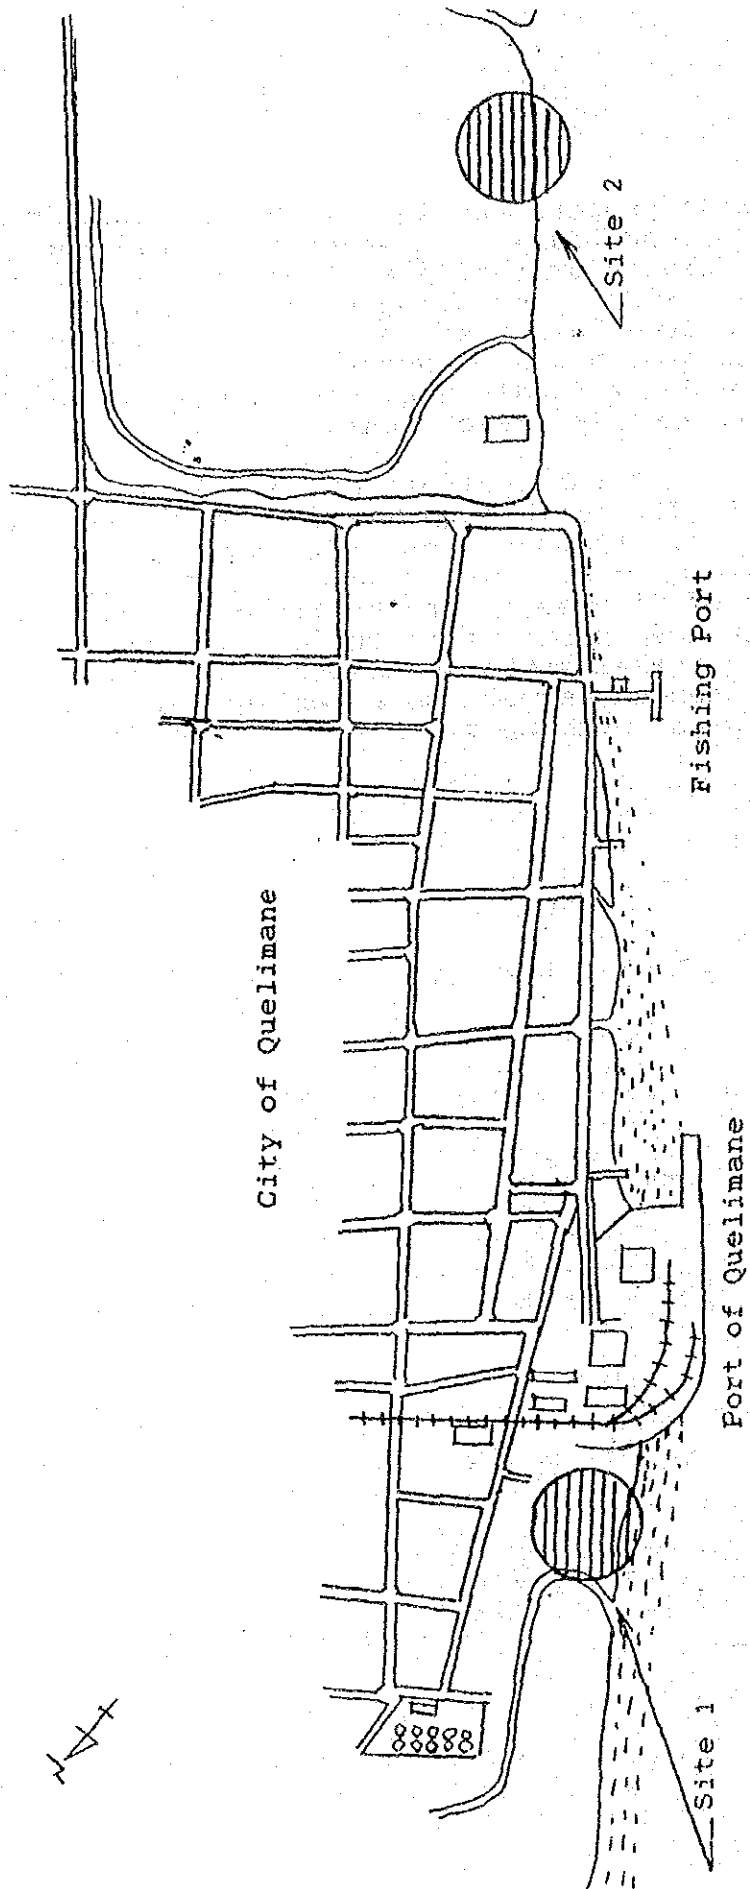 City of Quelimane
Site 1
Port of Quelimane
Fishing Port
Site 2
N